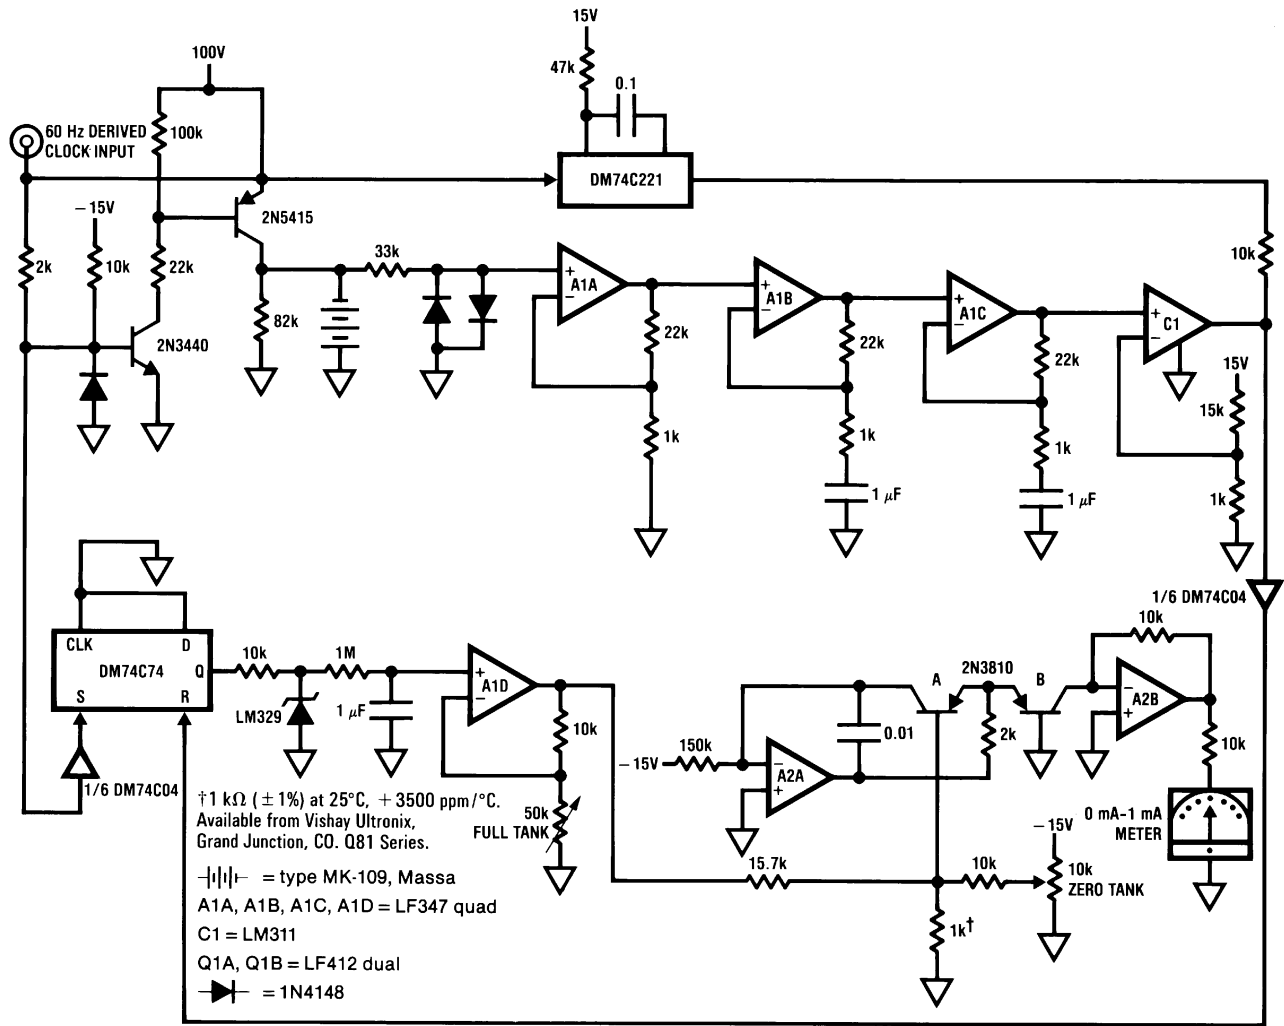 15V
47k
0.1
100V
100k
60 Hz DERIVED
CLOCK INPUT
DM74C221
−15V
2N5415
2k
10k
22k
33k
10k
82k
2N3440
+
−
A1A
+
−
A1B
+
−
A1C
+
−
C1
22k
22k
22k
15V
15k
1k
1k
1 µF
1k
1 µF
1k
1/6 DM74C04
CLK
D
DM74C74
Q
S
R
10k
1M
LM329
1 µF
+
−
A1D
10k
50k
FULL TANK
1/6 DM74C04
−15V
150k
−
+
A2A
0.01
A
2N3810
B
2k
10k
−
+
A2B
10k
0 mA-1 mA
METER
15.7k
10k
−15V
10k
ZERO TANK
1k†
†1 kΩ (±1%) at 25°C, +3500 ppm/°C.
Available from Vishay Ultronix,
Grand Junction, CO. Q81 Series.
= type MK-109, Massa
A1A, A1B, A1C, A1D = LF347 quad
C1 = LM311
Q1A, Q1B = LF412 dual
= 1N4148